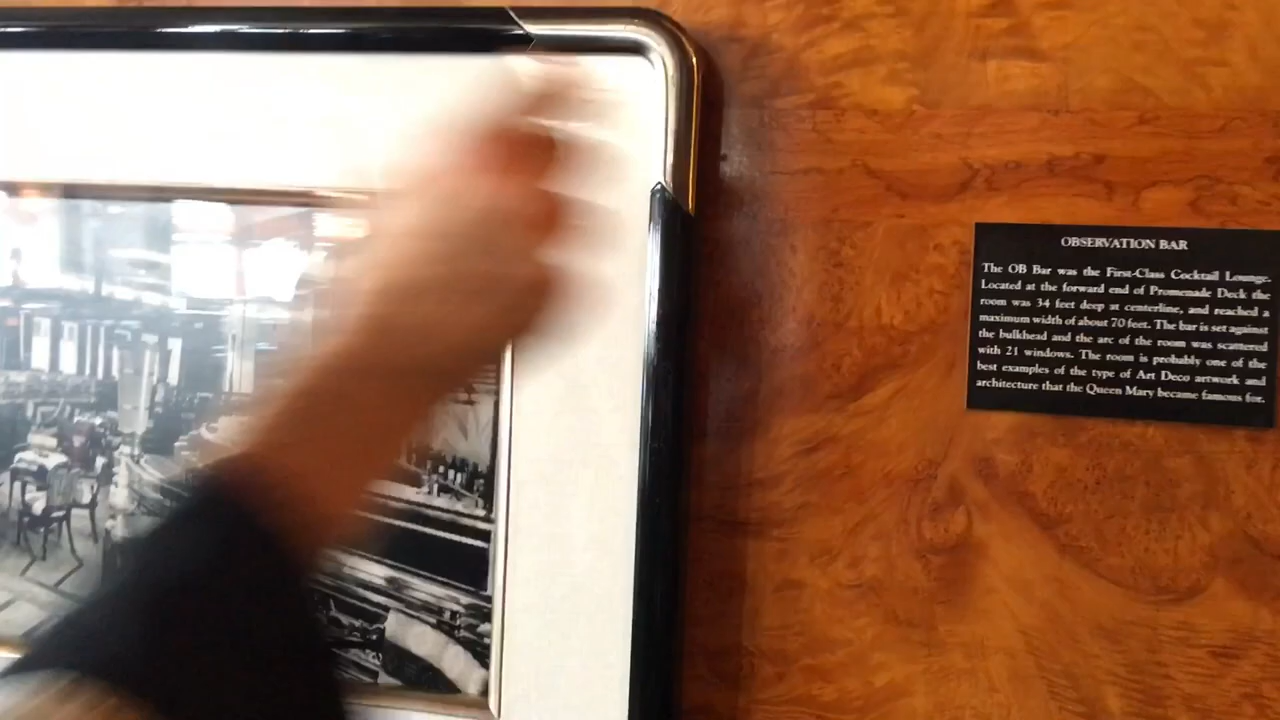 OBSERVATION BAR
The OB Bar was the First-Class Cocktail Lounge.
Located at the forward end of Promenade Deck the
room was 34 feet deep at centerline, and reached a
maximum width of about 70 feet. The bar is set against
the bulkhead and the arc of the room was scattered
with 21 windows. The room is probably one of the
best examples of the type of Art Deco artwork and
architecture that the Queen Mary became famous for.